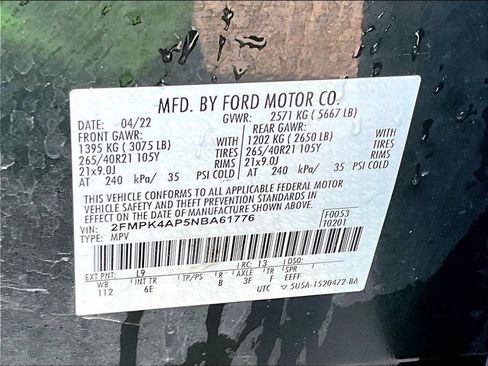 MFD. BY FORD MOTOR CO.
DATE: 04/22 GVWR: 2571 KG ( 5667 LB)
FRONT GAWR: REAR GAWR:
1395 KG ( 3075 LB) WITH TIRES 1202 KG ( 2650 LB) WITH TIRES
265/40R21 105Y 265/40R21 105Y
21x9.0J RIMS 21x9.0J RIMS
AT 240 kPa/ 35 PSI COLD AT 240 kPa/ 35 PSI COLD
THIS VEHICLE CONFORMS TO ALL APPLICABLE FEDERAL MOTOR
VEHICLE SAFETY AND THEFT PREVENTION STANDARDS IN EFFECT ON
THE DATE OF MANUFACTURE SHOWN ABOVE.
VIN: 2FMPK4AP5NBA61776 F0053
TYPE: MPV T0201
EXT PNT: L9 RC: 13 DSO:
WB INT TR R AXLE TR SPR
112 6E B 3F F EEFF
UTC 5U5A-1520472-BA